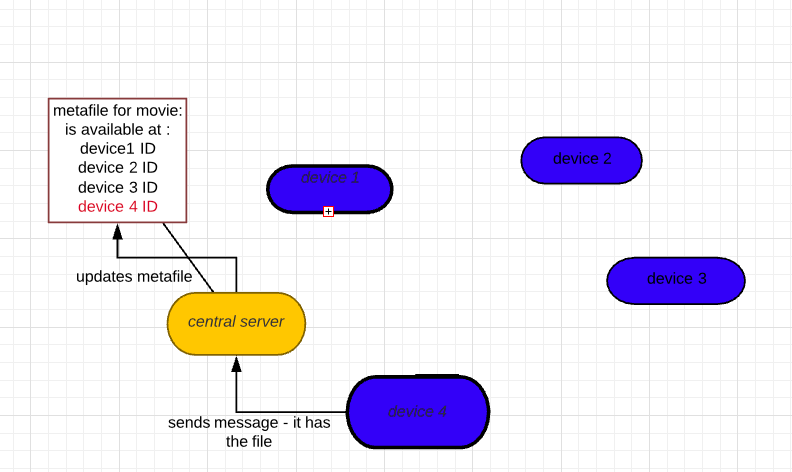 metafile for movie:
is available at :
device1 ID
device 2 ID
device 3 ID
device 4 ID
device 1
device 2
device 3
updates metafile
central server
device 4
sends message - it has
the file